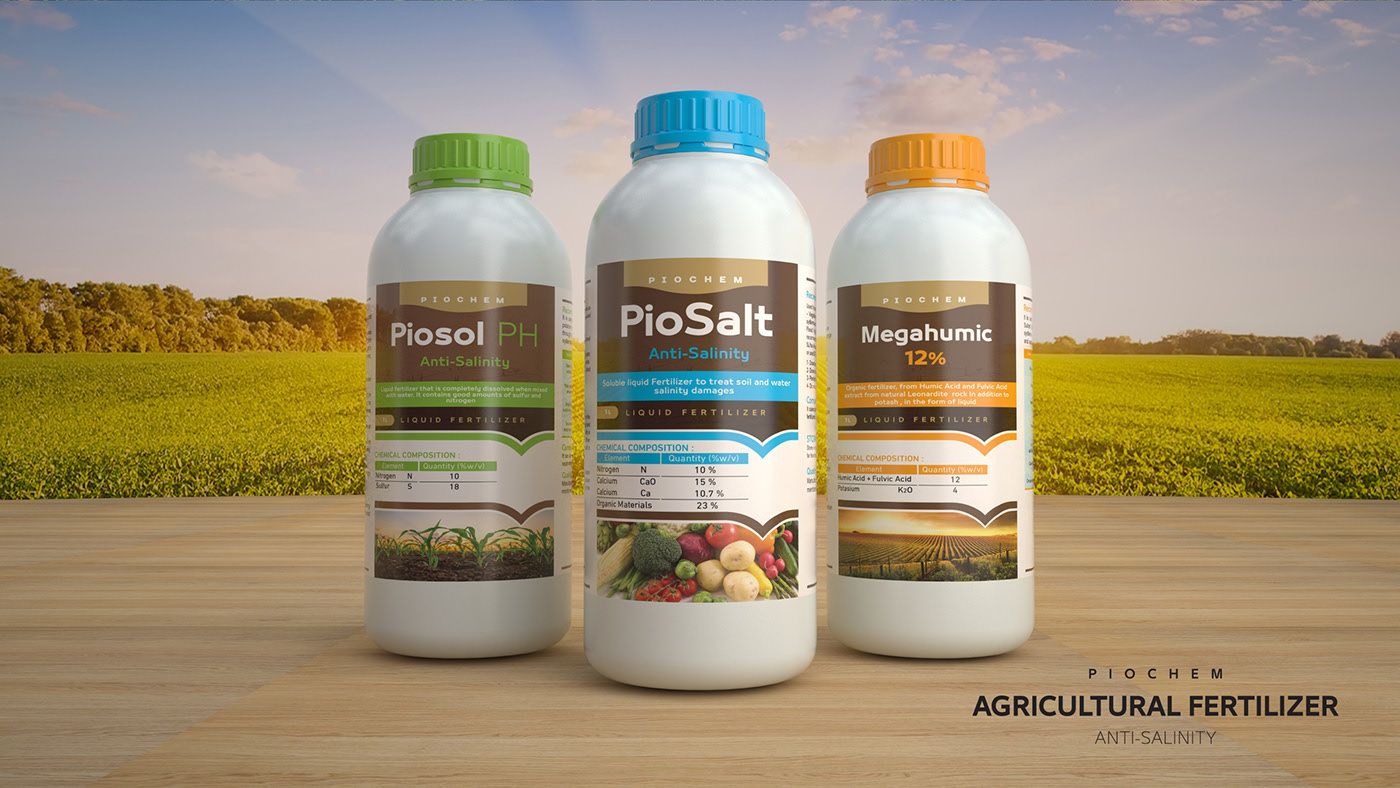 PIOCHEM
Piosol PH
Anti-Salinity
Liquid fertilizer that is completely dissolved when mixed
with water. It contains good amounts of sulfur and
nitrogen
1L LIQUID FERTILIZER
CHEMICAL COMPOSITION :
Element Quantity (%w/v)
Nitrogen N 10
Sulfur S 18
PIOCHEM
PioSalt
Anti-Salinity
Soluble liquid Fertilizer to treat soil and water
salinity damages
1L LIQUID FERTILIZER
CHEMICAL COMPOSITION :
Element Quantity (%w/v)
Nitrogen N 10 %
Calcium CaO 15 %
Calcium Ca 10.7 %
Organic Materials 23 %
PIOCHEM
Megahumic
12%
Organic fertilizer, from Humic Acid and Fulvic Acid
extract from natural Leonardite rock in addition to
potash , in the form of liquid
1L LIQUID FERTILIZER
CHEMICAL COMPOSITION :
Element Quantity (%w/v)
Humic Acid + Fulvic Acid 12
Potasium K2O 4
PIOCHEM
AGRICULTURAL FERTILIZER
ANTI-SALINITY